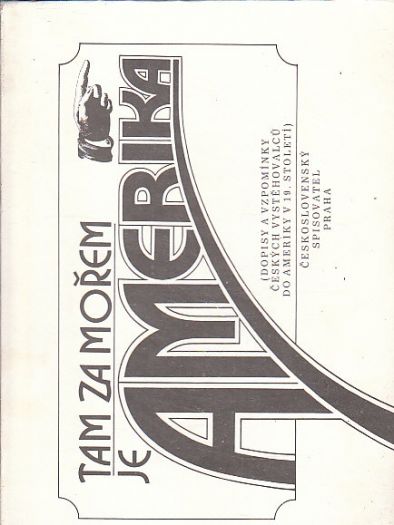 TAM ZA MOŘEM
JE
AMERIKA
(DOPISY A VZPOMÍNKY
ČESKÝCH VYSTĚHOVALCŮ
DO AMERIKY V 19. STOLETÍ)
ČESKOSLOVENSKÝ
SPISOVATEL
PRAHA